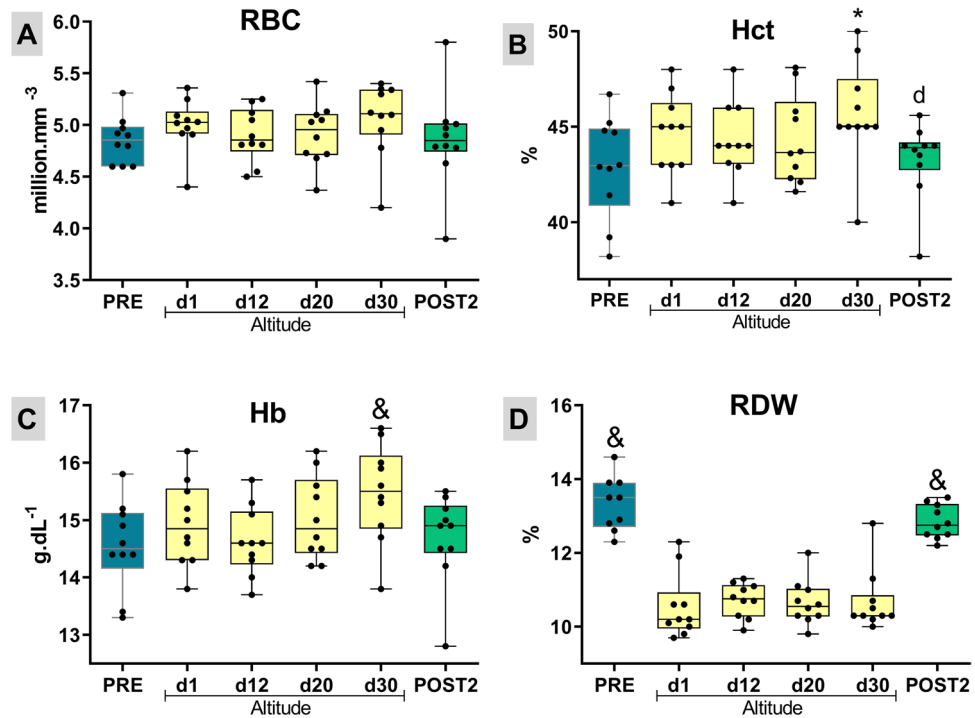 A
RBC
million.mm -3
6.0
5.5
5.0
4.5
4.0
3.5
PRE d1 d12 d20 d30 POST2
Altitude
B
Hct
%
50
45
40
*
d
PRE d1 d12 d20 d30 POST2
Altitude
C
Hb
g.dL-1
17
16
15
14
13
&
PRE d1 d12 d20 d30 POST2
Altitude
D
RDW
%
16
14
12
10
&
&
PRE d1 d12 d20 d30 POST2
Altitude